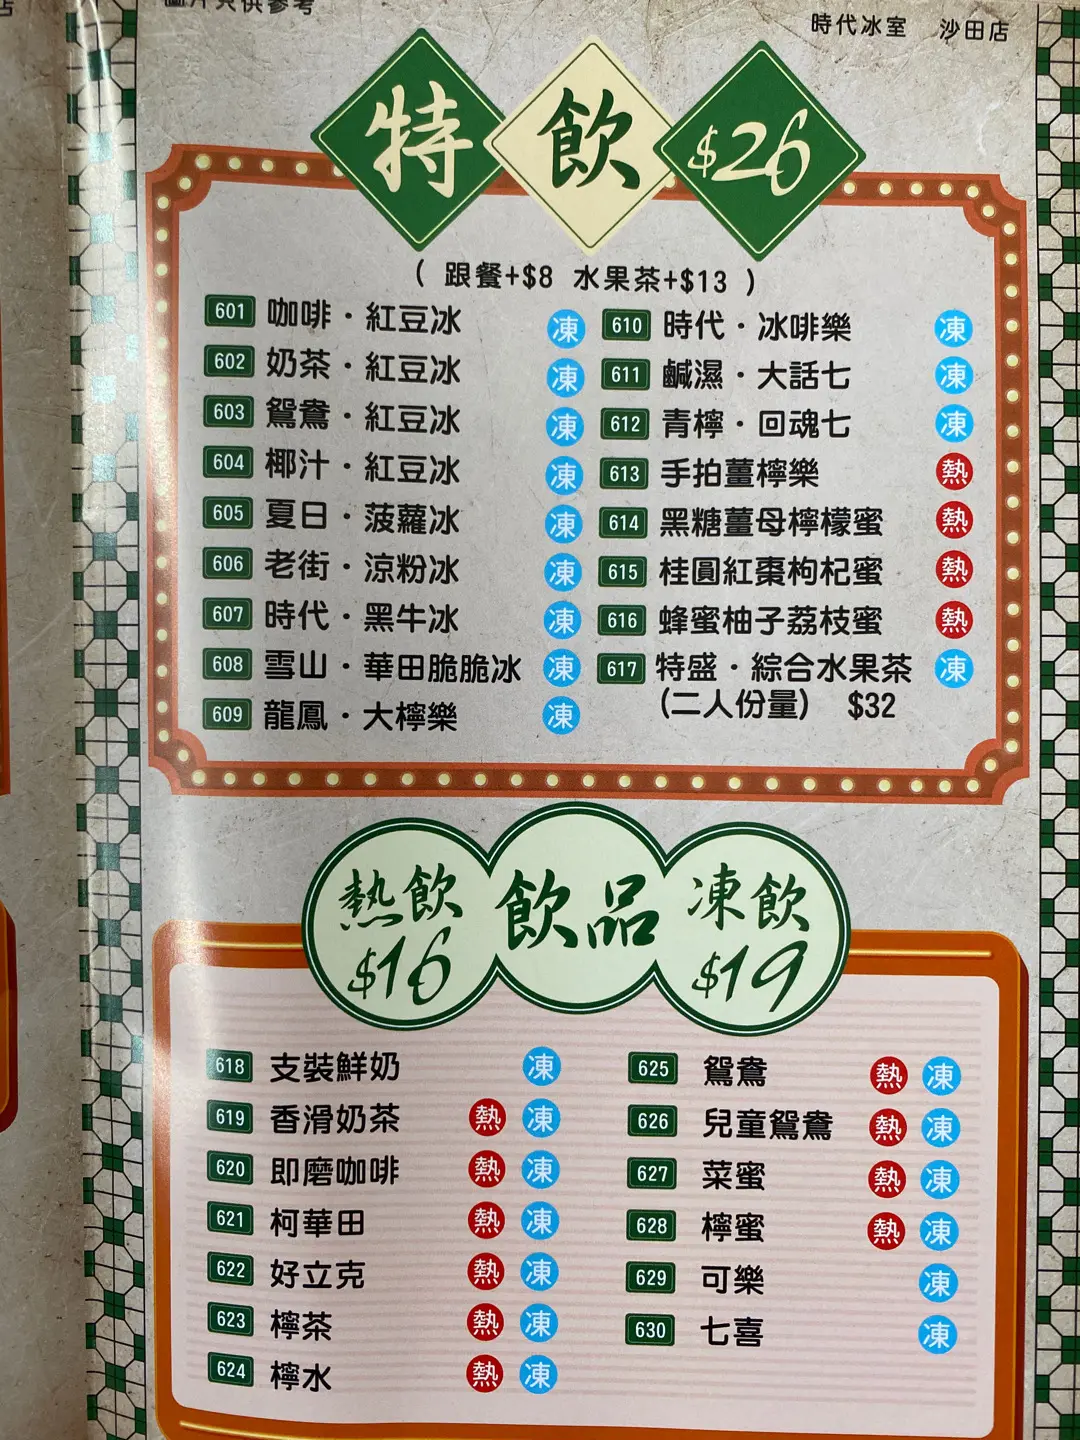 圖片只供參考
時代冰室 沙田店
特飲 $26
( 跟餐+$8 水果茶+$13 )
601 咖啡・紅豆冰 凍
602 奶茶・紅豆冰 凍
603 鴛鴦・紅豆冰 凍
604 椰汁・紅豆冰 凍
605 夏日・菠蘿冰 凍
606 老街・涼粉冰 凍
607 時代・黑牛冰 凍
608 雪山・華田脆脆冰 凍
609 龍鳳・大檸樂 凍
610 時代・冰啡樂 凍
611 鹹濕・大話七 凍
612 青檸・回魂七 凍
613 手拍薑檸樂 熱
614 黑糖薑母檸檬蜜 熱
615 桂圓紅棗枸杞蜜 熱
616 蜂蜜柚子荔枝蜜 熱
617 特盛・綜合水果茶 凍
(二人份量) $32
熱飲 $16
飲品
凍飲 $19
618 支裝鮮奶 凍
619 香滑奶茶 熱 凍
620 即磨咖啡 熱 凍
621 柯華田 熱 凍
622 好立克 熱 凍
623 檸茶 熱 凍
624 檸水 熱 凍
625 鴛鴦 熱 凍
626 兒童鴛鴦 熱 凍
627 菜蜜 熱 凍
628 檸蜜 熱 凍
629 可樂 凍
630 七喜 凍